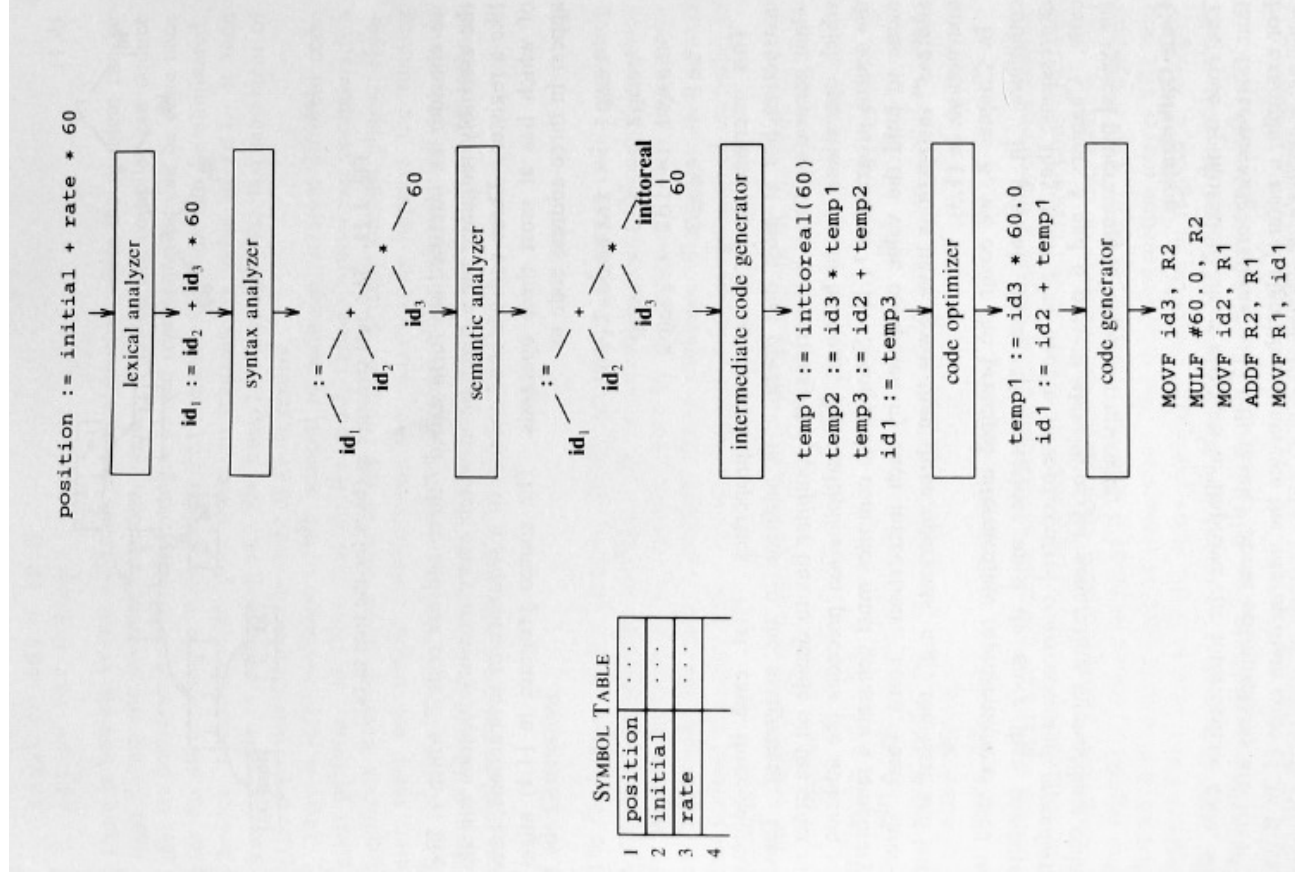 position := initial + rate * 60
lexical analyzer
id₁ := id₂ + id₃ * 60
syntax analyzer
:=
id₁ +
id₂ *
id₃ 60
semantic analyzer
:=
id₁ +
id₂ *
id₃ inttoreal
60
intermediate code generator
temp1 := inttoreal(60)
temp2 := id3 * temp1
temp3 := id2 + temp2
id1 := temp3
code optimizer
temp1 := id3 * 60.0
id1 := id2 + temp1
code generator
MOVF id3, R2
MULF #60.0, R2
MOVF id2, R1
ADDF R2, R1
MOVF R1, id1
SYMBOL TABLE
1 position ...
2 initial ...
3 rate ...
4